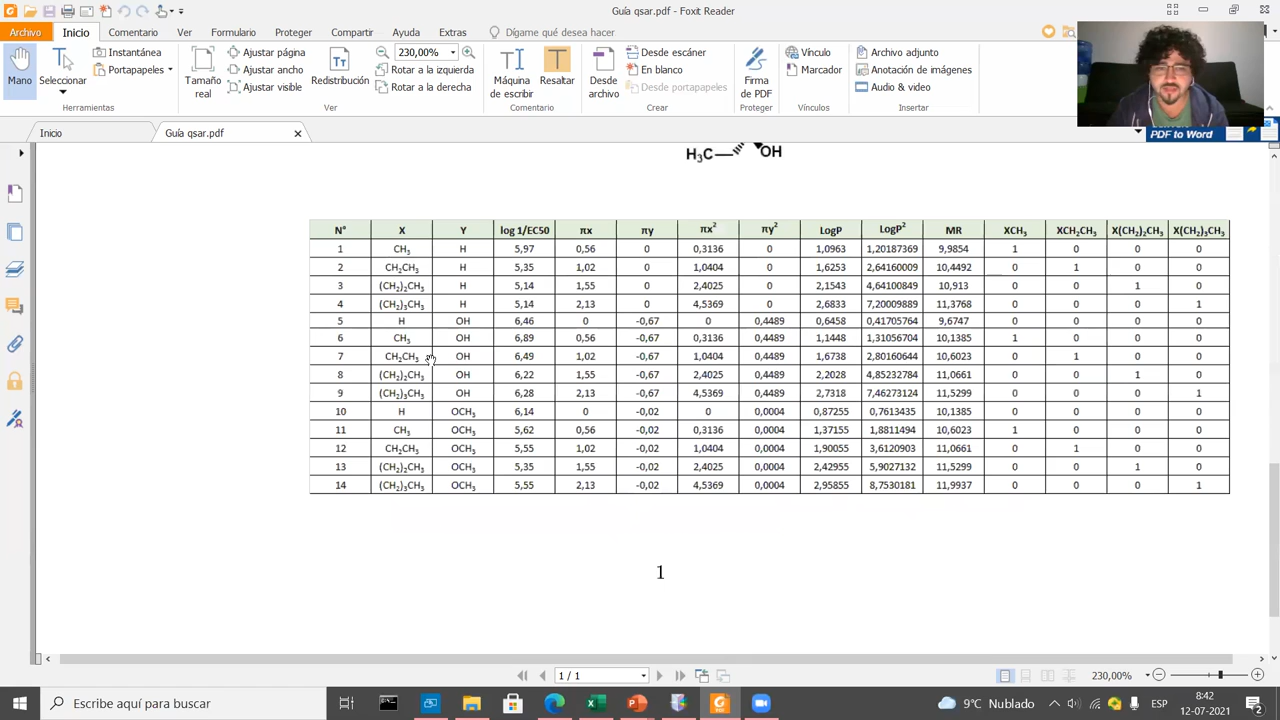 Guía qsar.pdf - Foxit Reader
Archivo Inicio Comentario Ver Formulario Proteger Compartir Ayuda Extras Dígame qué desea hacer
Mano
Seleccionar
Instantánea
Portapapeles
Herramientas
Tamaño real
Ajustar página
Ajustar ancho
Ajustar visible
Redistribución
230,00%
Rotar a la izquierda
Rotar a la derecha
Ver
Máquina de escribir
Resaltar
Comentario
Desde archivo
Desde escáner
En blanco
Desde portapapeles
Crear
Firma de PDF
Proteger
Vínculo
Marcador
Vínculos
Archivo adjunto
Anotación de imágenes
Audio & video
Insertar
PDF to Word
Inicio Guía qsar.pdf
H₃C OH
N° X Y log 1/EC50 πx πy πx² πy² LogP LogP² MR XCH₃ XCH₂CH₃ X(CH₂)₂CH₃ X(CH₂)₃CH₃
1 CH₃ H 5,97 0,56 0 0,3136 0 1,0963 1,20187369 9,9854 1 0 0 0
2 CH₂CH₃ H 5,35 1,02 0 1,0404 0 1,6253 2,64160009 10,4492 0 1 0 0
3 (CH₂)₂CH₃ H 5,14 1,55 0 2,4025 0 2,1543 4,64100849 10,913 0 0 1 0
4 (CH₂)₃CH₃ H 5,14 2,13 0 4,5369 0 2,6833 7,20009889 11,3768 0 0 0 1
5 H OH 6,46 0 -0,67 0 0,4489 0,6458 0,41705764 9,6747 0 0 0 0
6 CH₃ OH 6,89 0,56 -0,67 0,3136 0,4489 1,1448 1,31056704 10,1385 1 0 0 0
7 CH₂CH₃ OH 6,49 1,02 -0,67 1,0404 0,4489 1,6738 2,80160644 10,6023 0 1 0 0
8 (CH₂)₂CH₃ OH 6,22 1,55 -0,67 2,4025 0,4489 2,2028 4,85232784 11,0661 0 0 1 0
9 (CH₂)₃CH₃ OH 6,28 2,13 -0,67 4,5369 0,4489 2,7318 7,46273124 11,5299 0 0 0 1
10 H OCH₃ 6,14 0 -0,02 0 0,0004 0,87255 0,7613435 10,1385 0 0 0 0
11 CH₃ OCH₃ 5,62 0,56 -0,02 0,3136 0,0004 1,37155 1,8811494 10,6023 1 0 0 0
12 CH₂CH₃ OCH₃ 5,55 1,02 -0,02 1,0404 0,0004 1,90055 3,6120903 11,0661 0 1 0 0
13 (CH₂)₂CH₃ OCH₃ 5,35 1,55 -0,02 2,4025 0,0004 2,42955 5,9027132 11,5299 0 0 1 0
14 (CH₂)₃CH₃ OCH₃ 5,55 2,13 -0,02 4,5369 0,0004 2,95855 8,7530181 11,9937 0 0 0 1
1
1 / 1
230,00%
Escribe aquí para buscar
9°C Nublado
ESP
8:42
12-07-2021
2